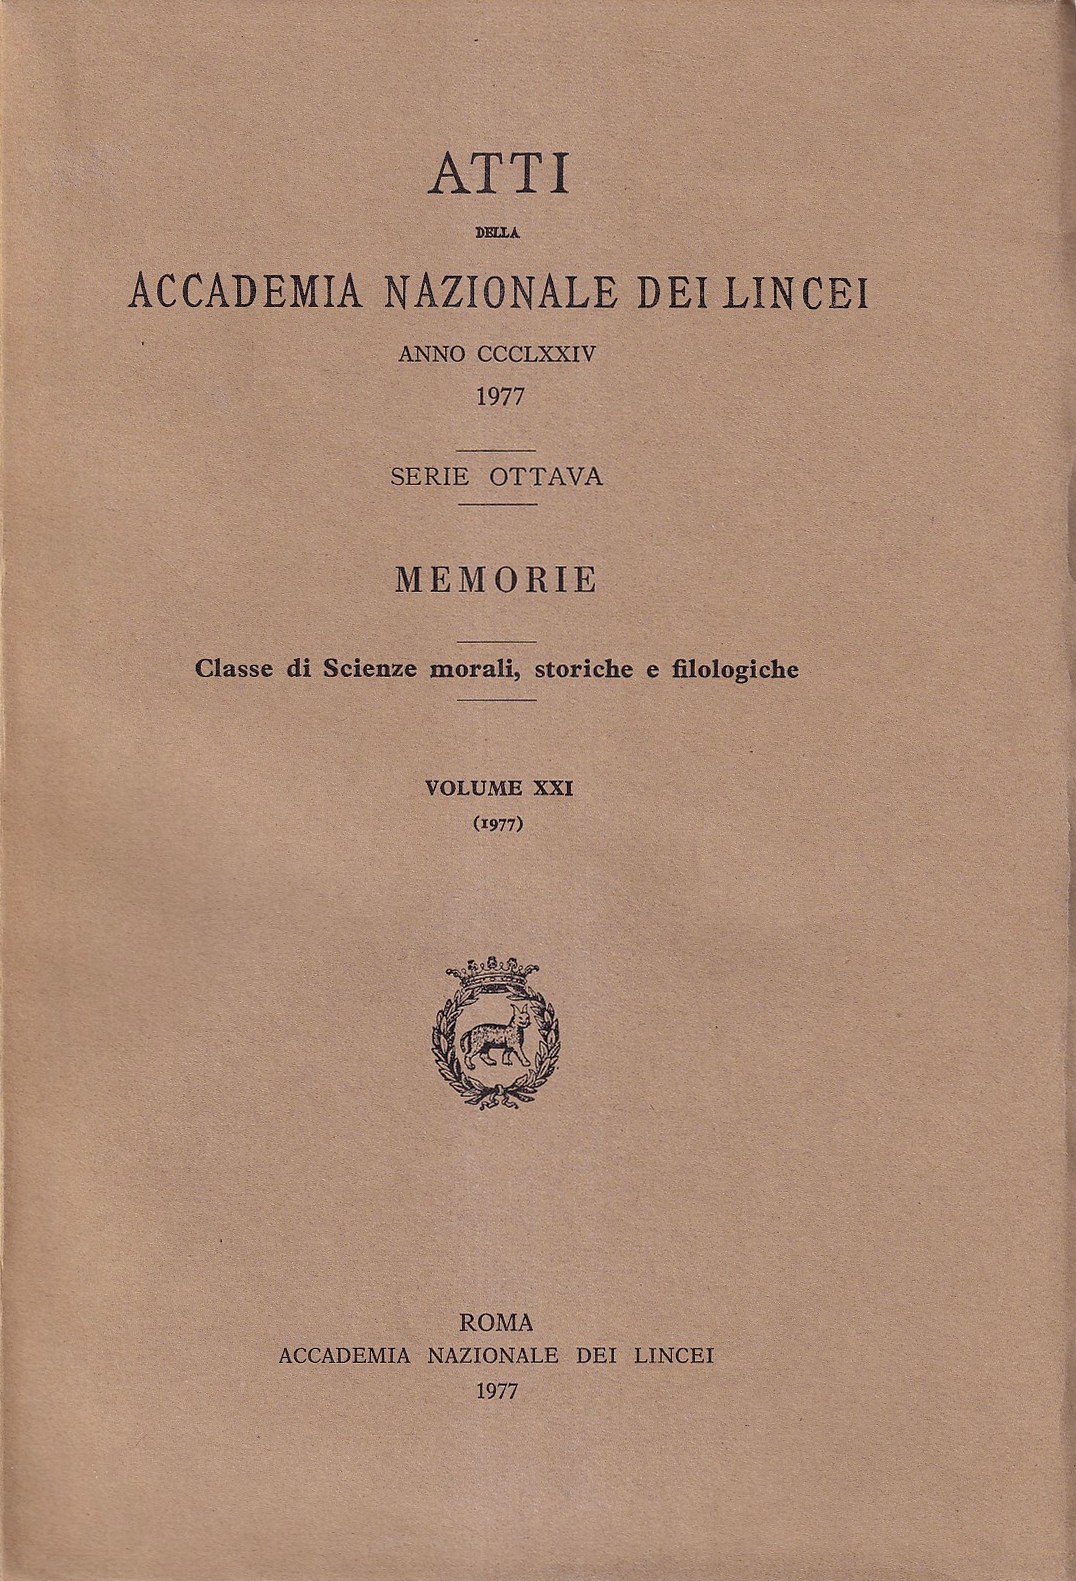 ATTI
DELLA
ACCADEMIA NAZIONALE DEI LINCEI
ANNO CCCLXXIV
1977
SERIE OTTAVA
MEMORIE
Classe di Scienze morali, storiche e filologiche
VOLUME XXI
(1977)
ROMA
ACCADEMIA NAZIONALE DEI LINCEI
1977